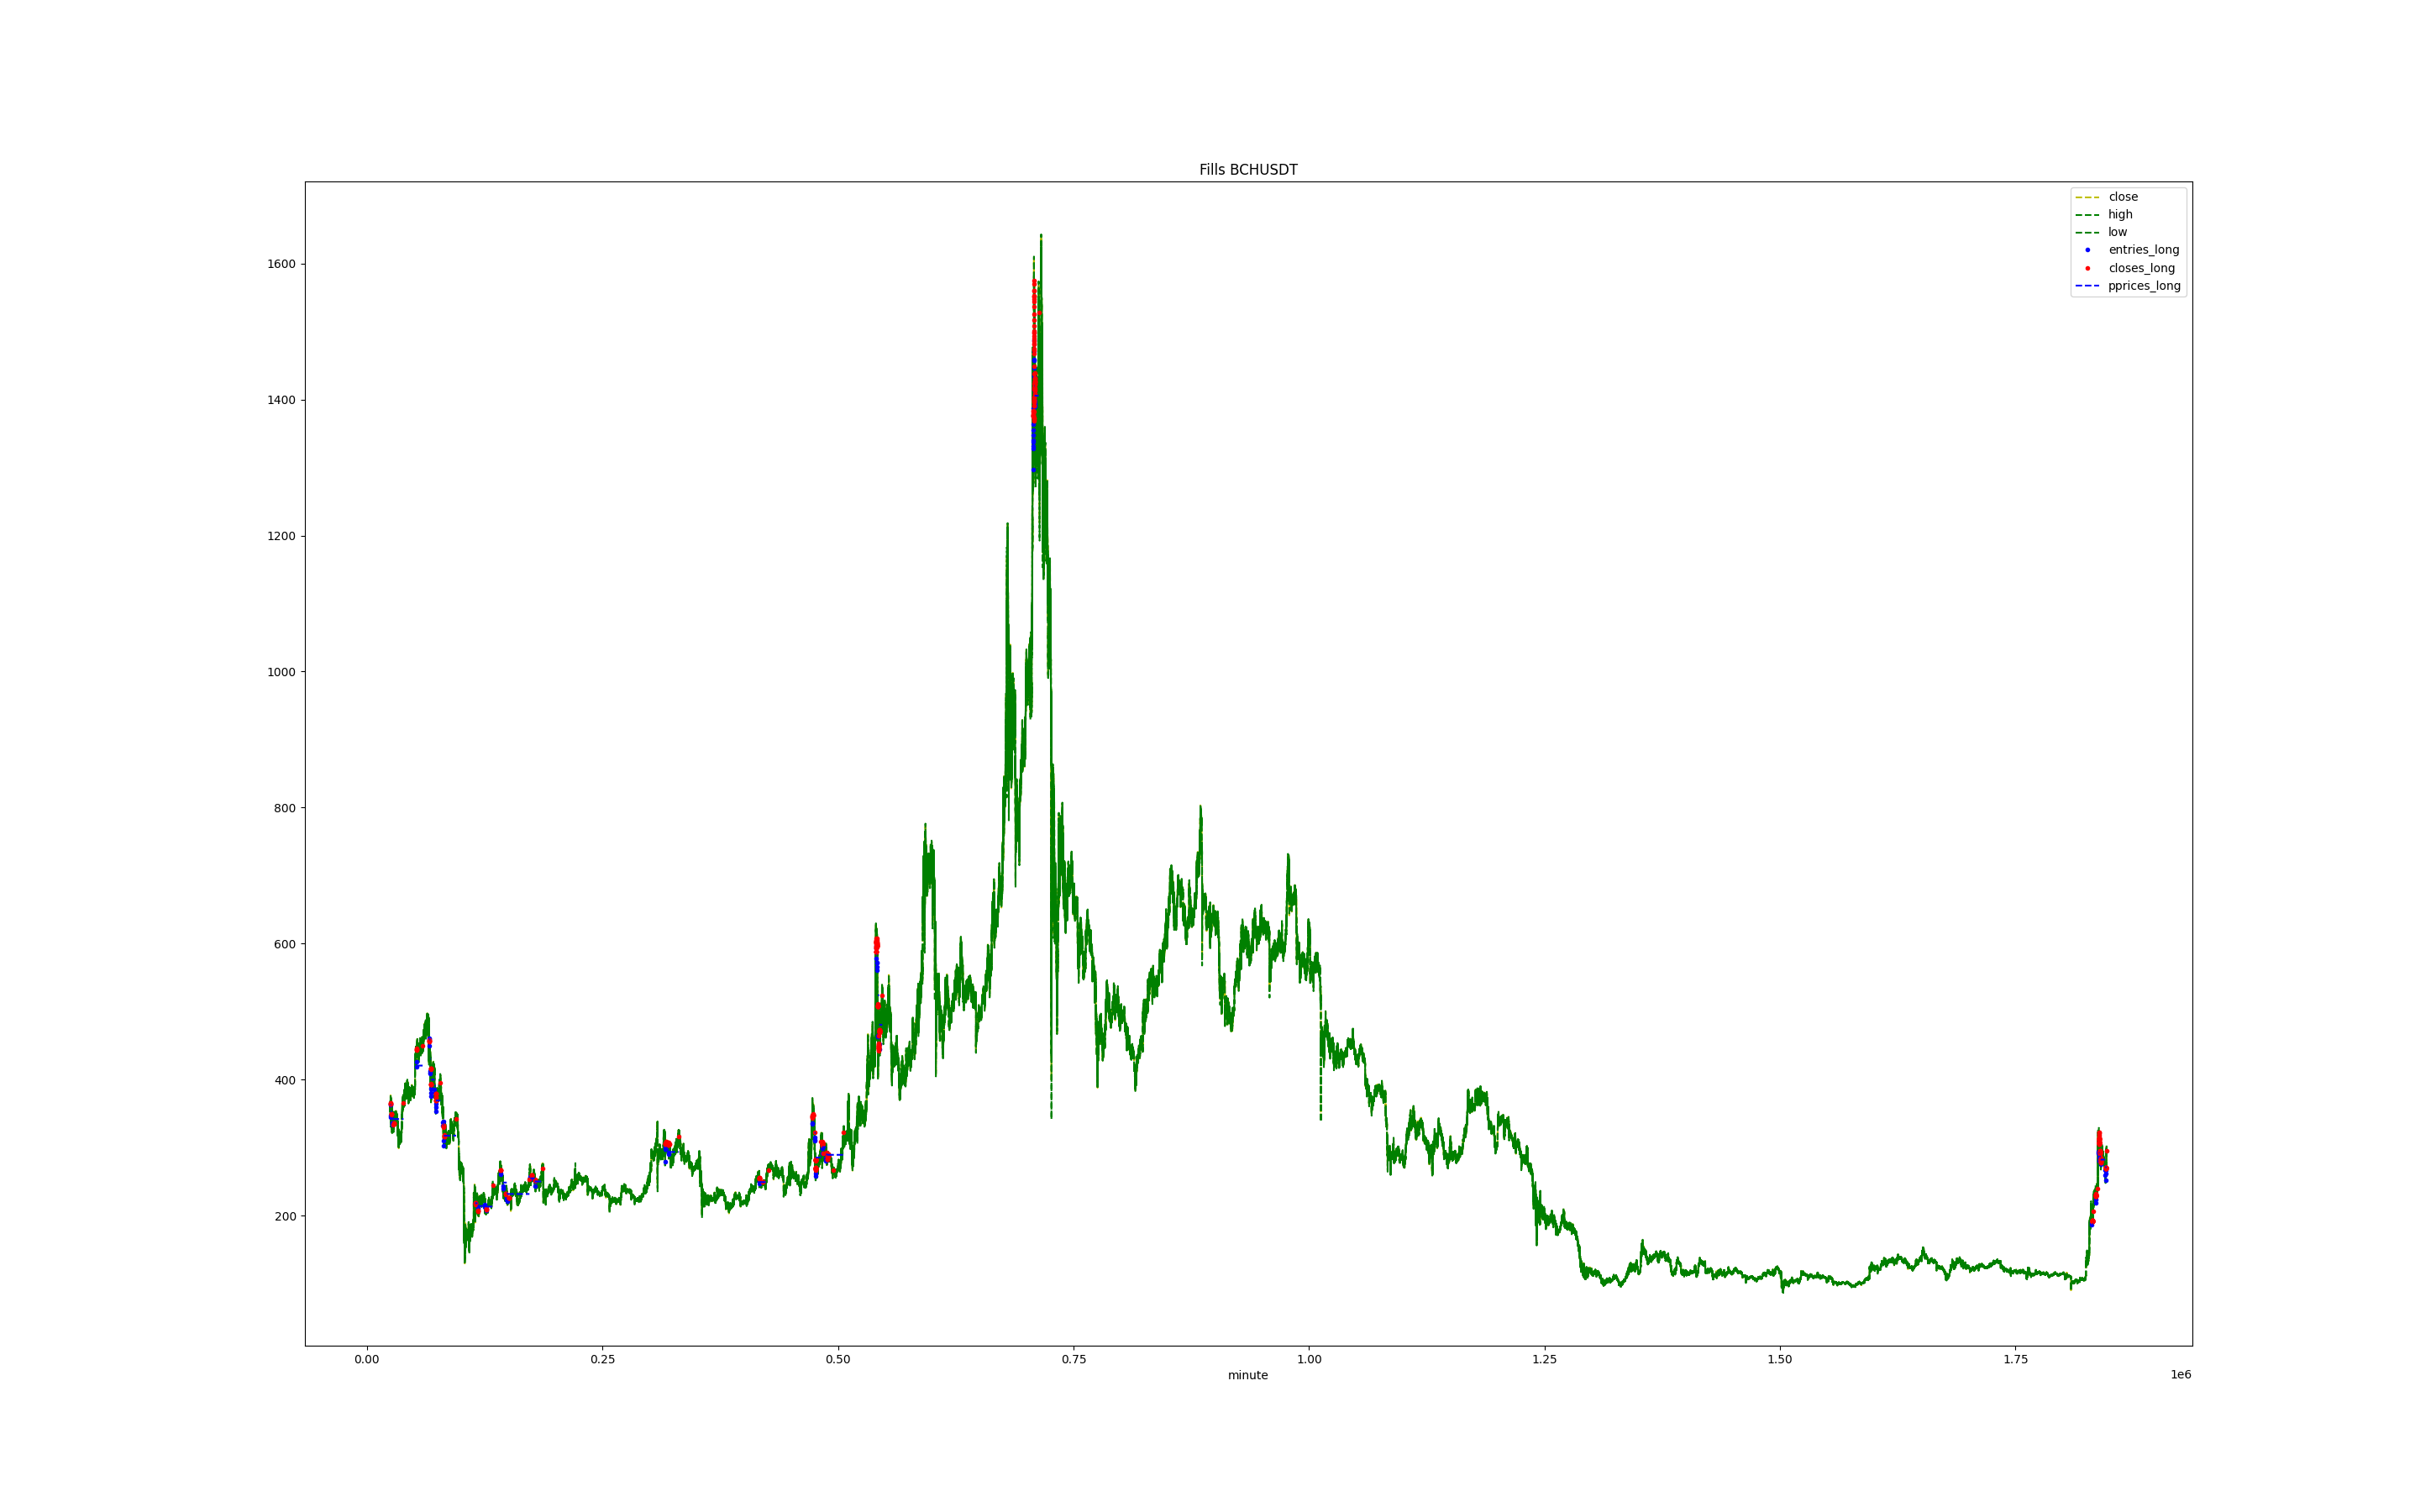 Fills BCHUSDT
close
high
low
entries_long
closes_long
pprices_long
1600
1400
1200
1000
800
600
400
200
0.00 0.25 0.50 0.75 1.00 1.25 1.50 1.75
minute 1e6